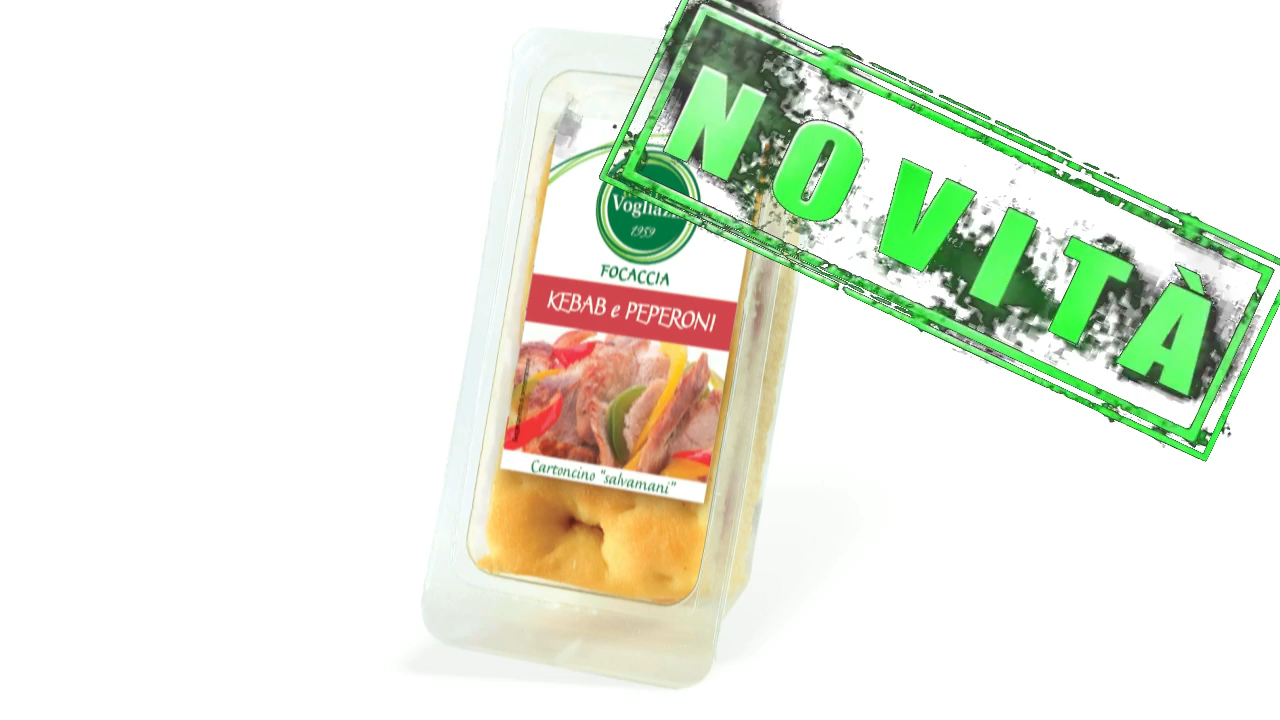 NOVITÀ
1959
FOCACCIA
KEBAB e PEPERONI
Cartoncino "salvamani"